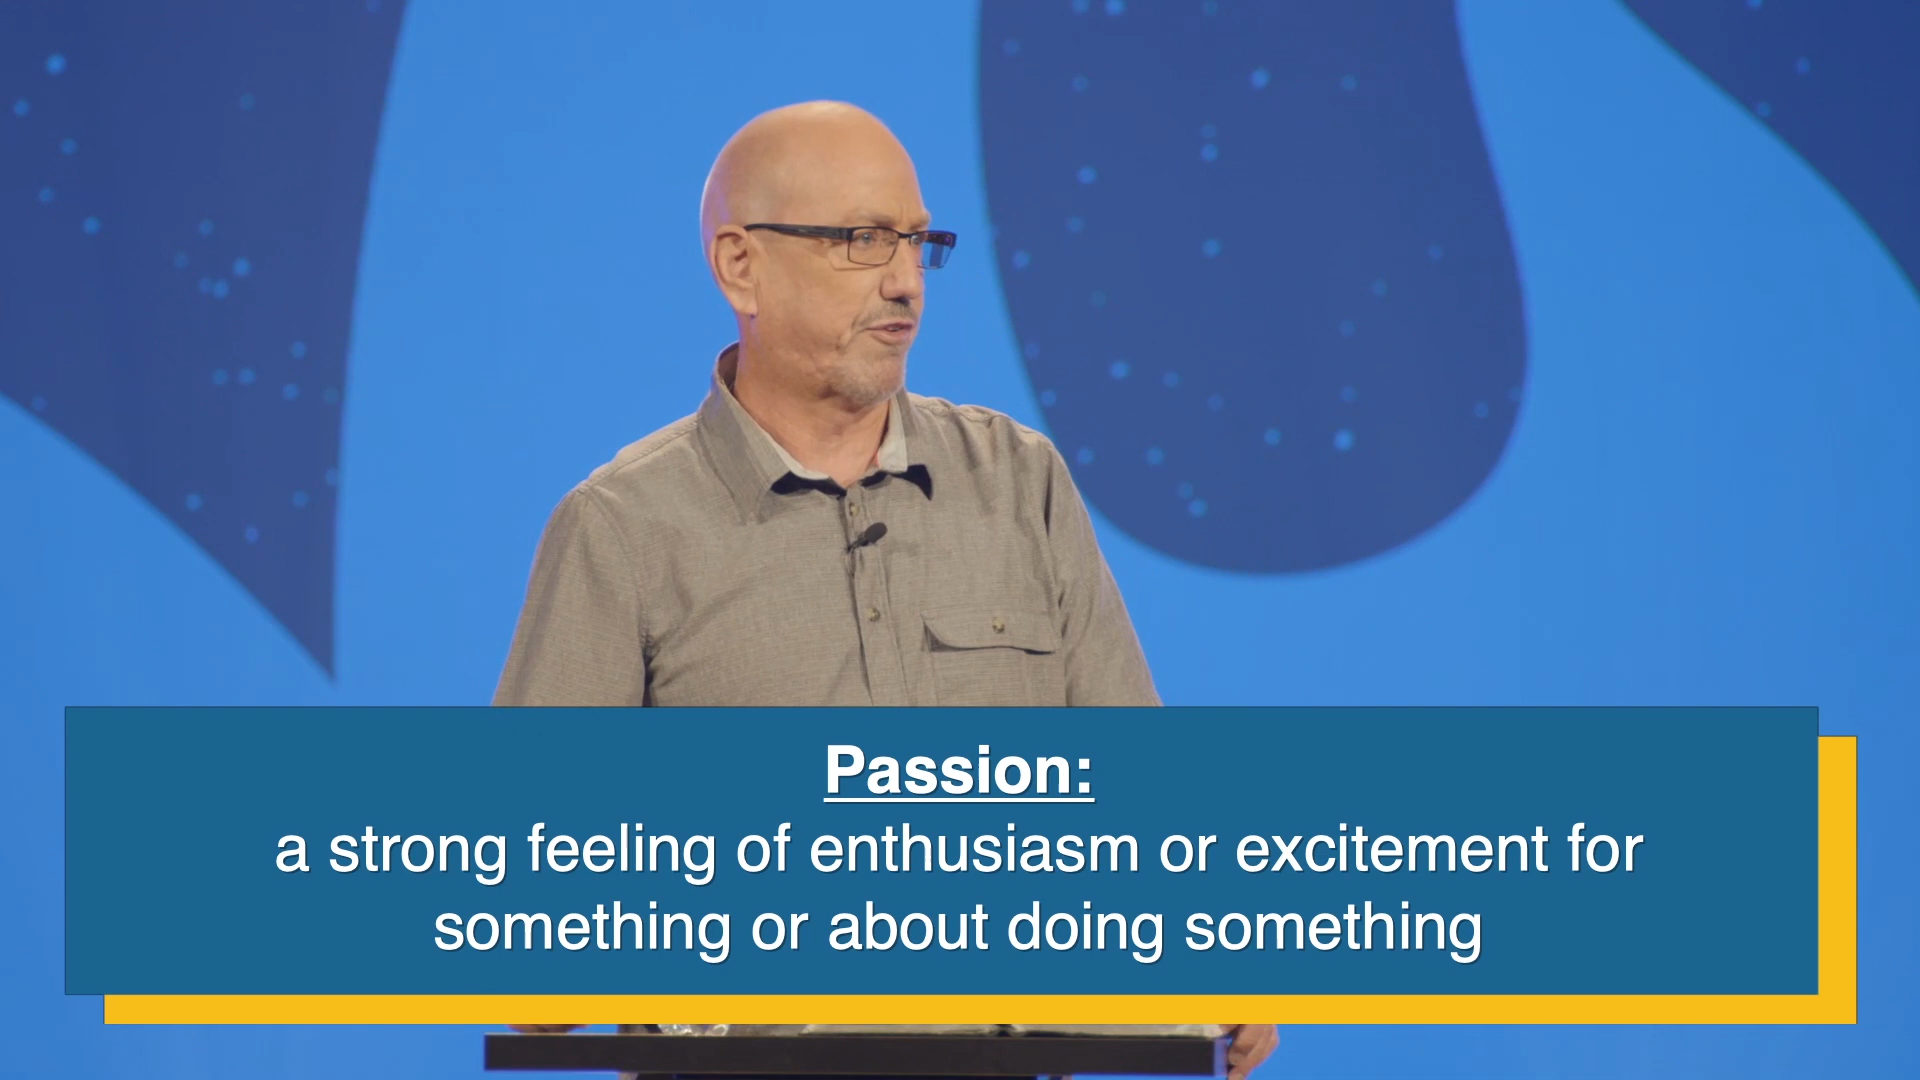 Passion:
a strong feeling of enthusiasm or excitement for
something or about doing something